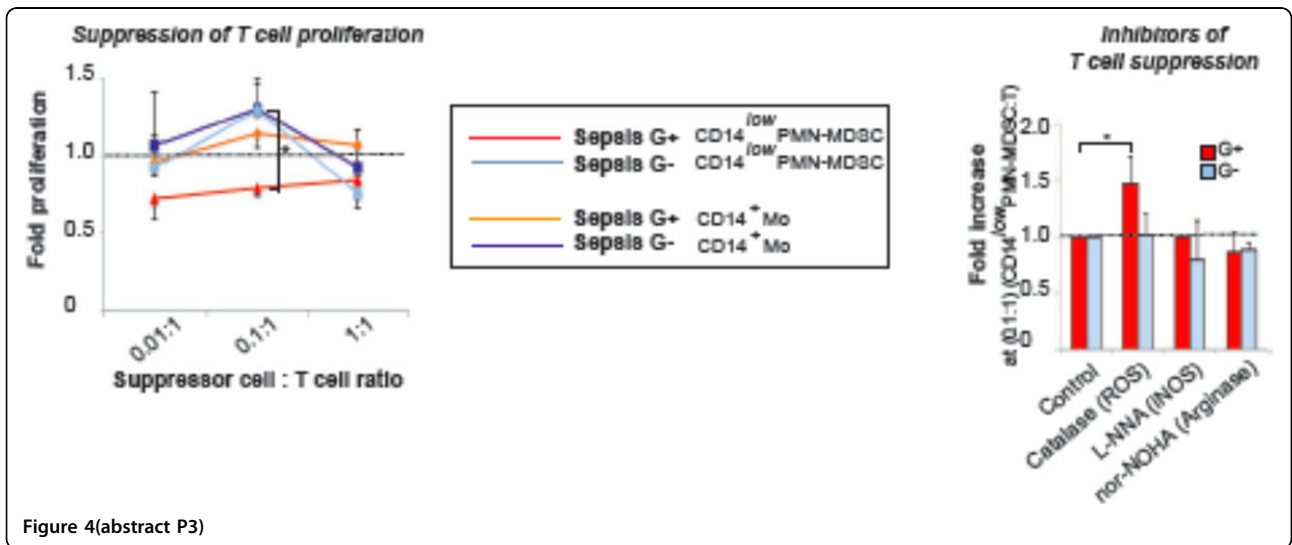 Suppression of T cell proliferation
Fold proliferation
1.5
1.0
0.5
0
*
0.01:1
0.1:1
1:1
Suppressor cell : T cell ratio
Sepsis G+ CD14lowPMN-MDSC
Sepsis G- CD14lowPMN-MDSC
Sepsis G+ CD14+Mo
Sepsis G- CD14+Mo
Inhibitors of
T cell suppression
Fold increase
at (0.1:1) (CD14lowPMN-MDSC:T)
2.0
1.0
0.5
0
*
G+
G-
Control
Catalase (ROS)
L-NNA (iNOS)
nor-NOHA (Arginase)
Figure 4(abstract P3)